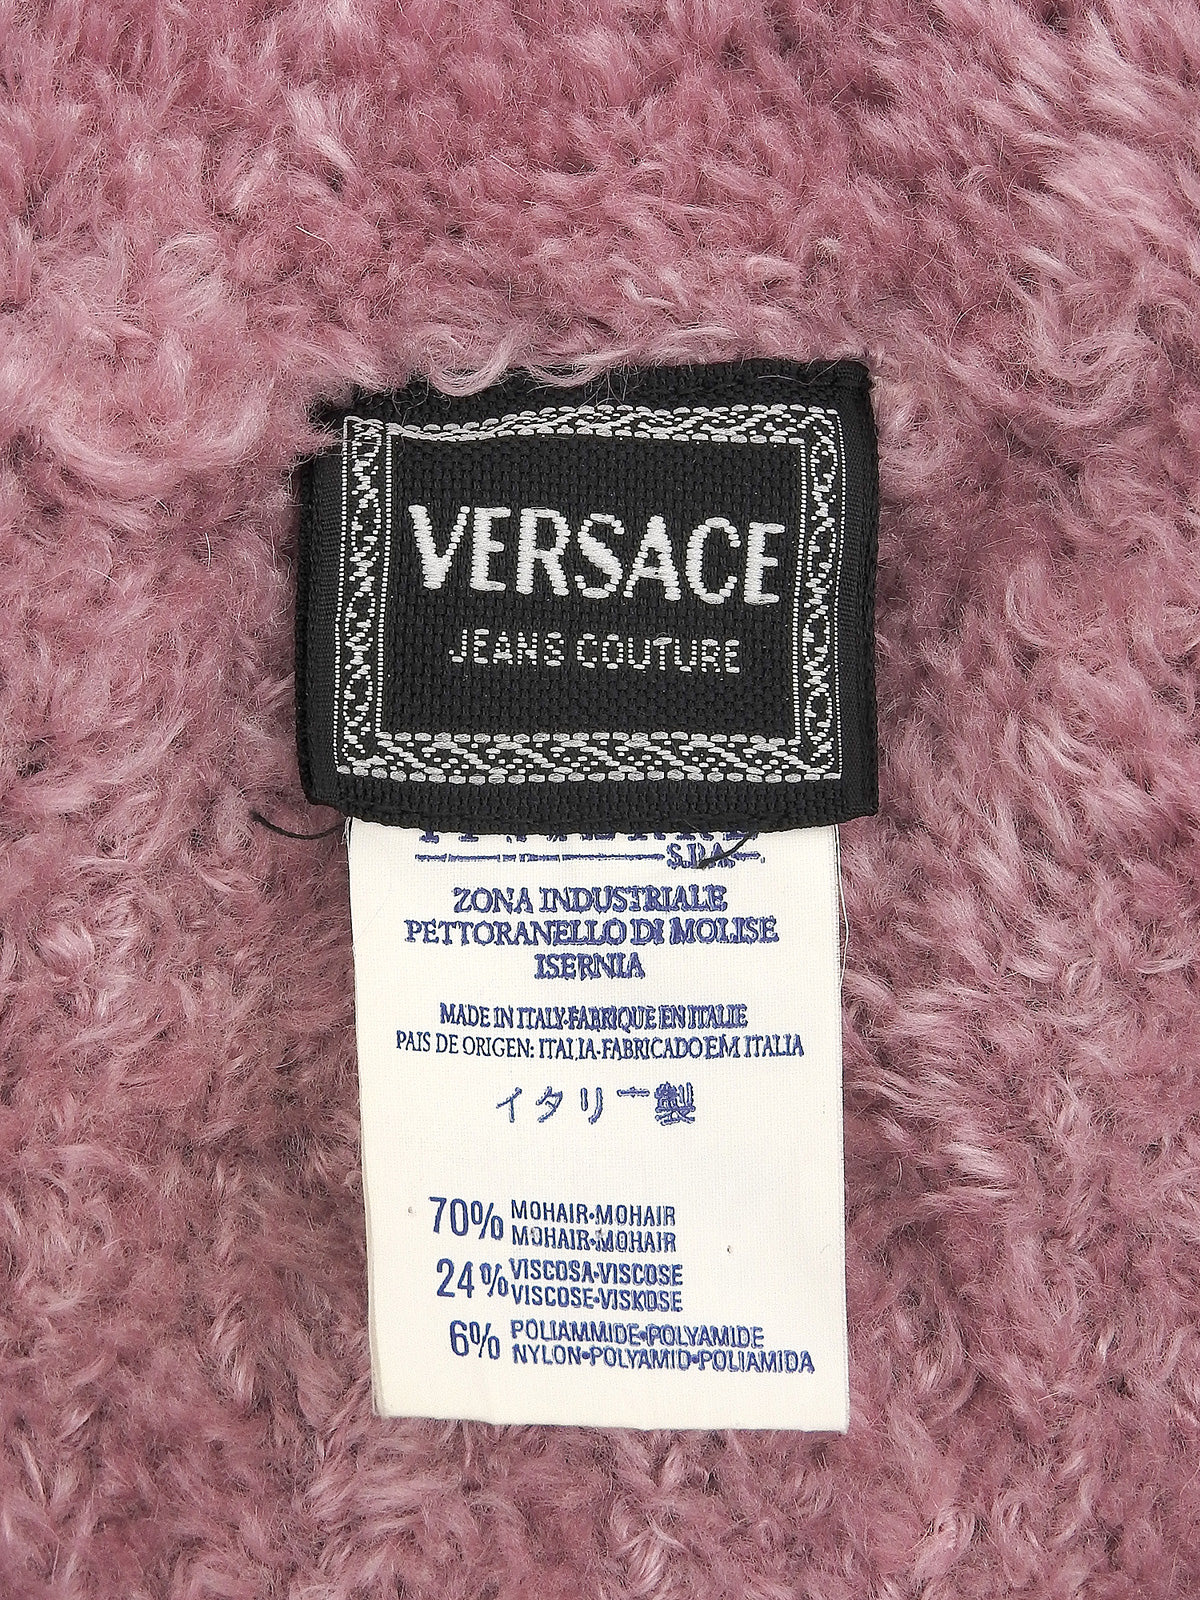 VERSACE
JEANS COUTURE
S.P.A.
ZONA INDUSTRIALE
PETTORANELLO DI MOLISE
ISERNIA
MADE IN ITALY-FABRIQUE EN ITALIE
PAIS DE ORIGEN: ITALIA-FABRICADO EM ITALIA
イタリー製
70% MOHAIR•MOHAIR
MOHAIR•MOHAIR
24% VISCOSA•VISCOSE
VISCOSE•VISKOSE
6% POLIAMMIDE•POLYAMIDE
NYLON•POLYAMID•POLIAMIDA